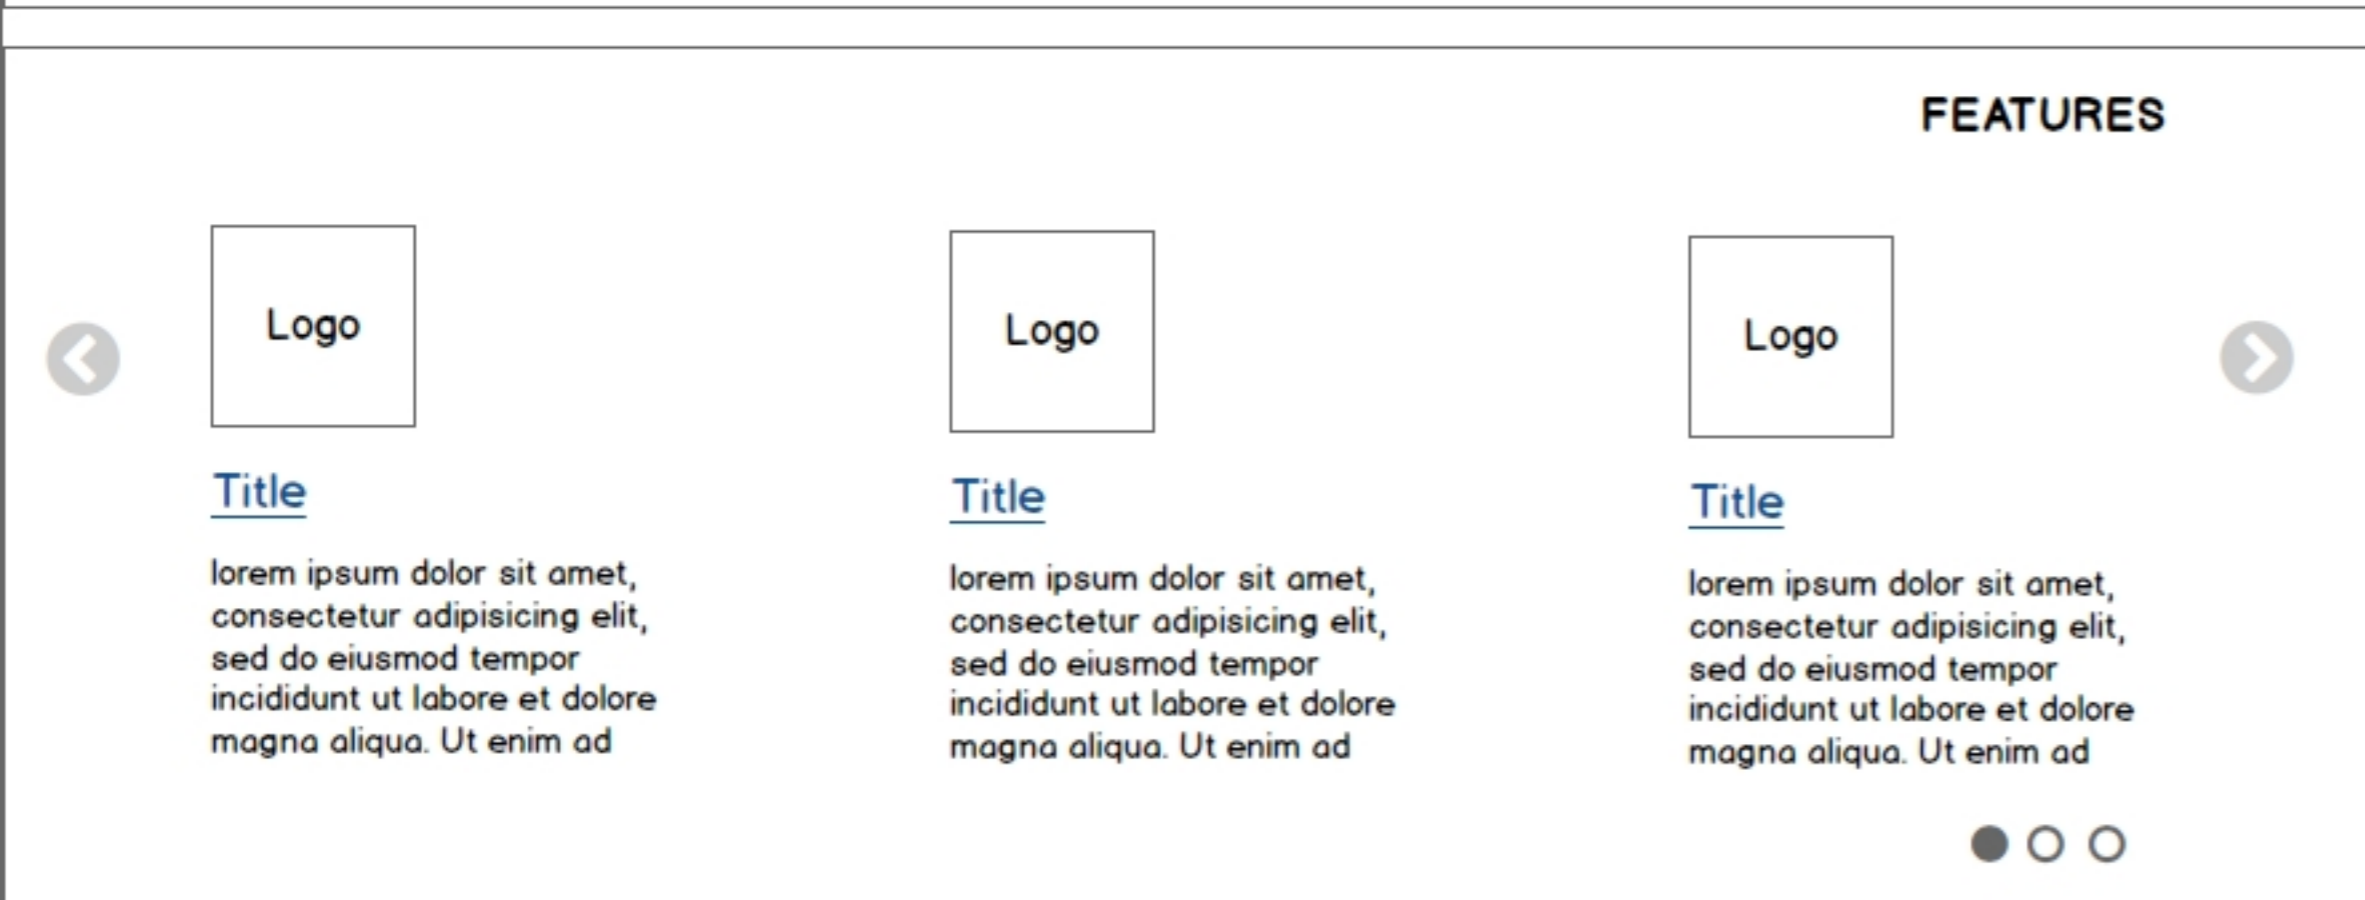 FEATURES
Logo
Title
lorem ipsum dolor sit amet,
consectetur adipisicing elit,
sed do eiusmod tempor
incididunt ut labore et dolore
magna aliqua. Ut enim ad
Logo
Title
lorem ipsum dolor sit amet,
consectetur adipisicing elit,
sed do eiusmod tempor
incididunt ut labore et dolore
magna aliqua. Ut enim ad
Logo
Title
lorem ipsum dolor sit amet,
consectetur adipisicing elit,
sed do eiusmod tempor
incididunt ut labore et dolore
magna aliqua. Ut enim ad